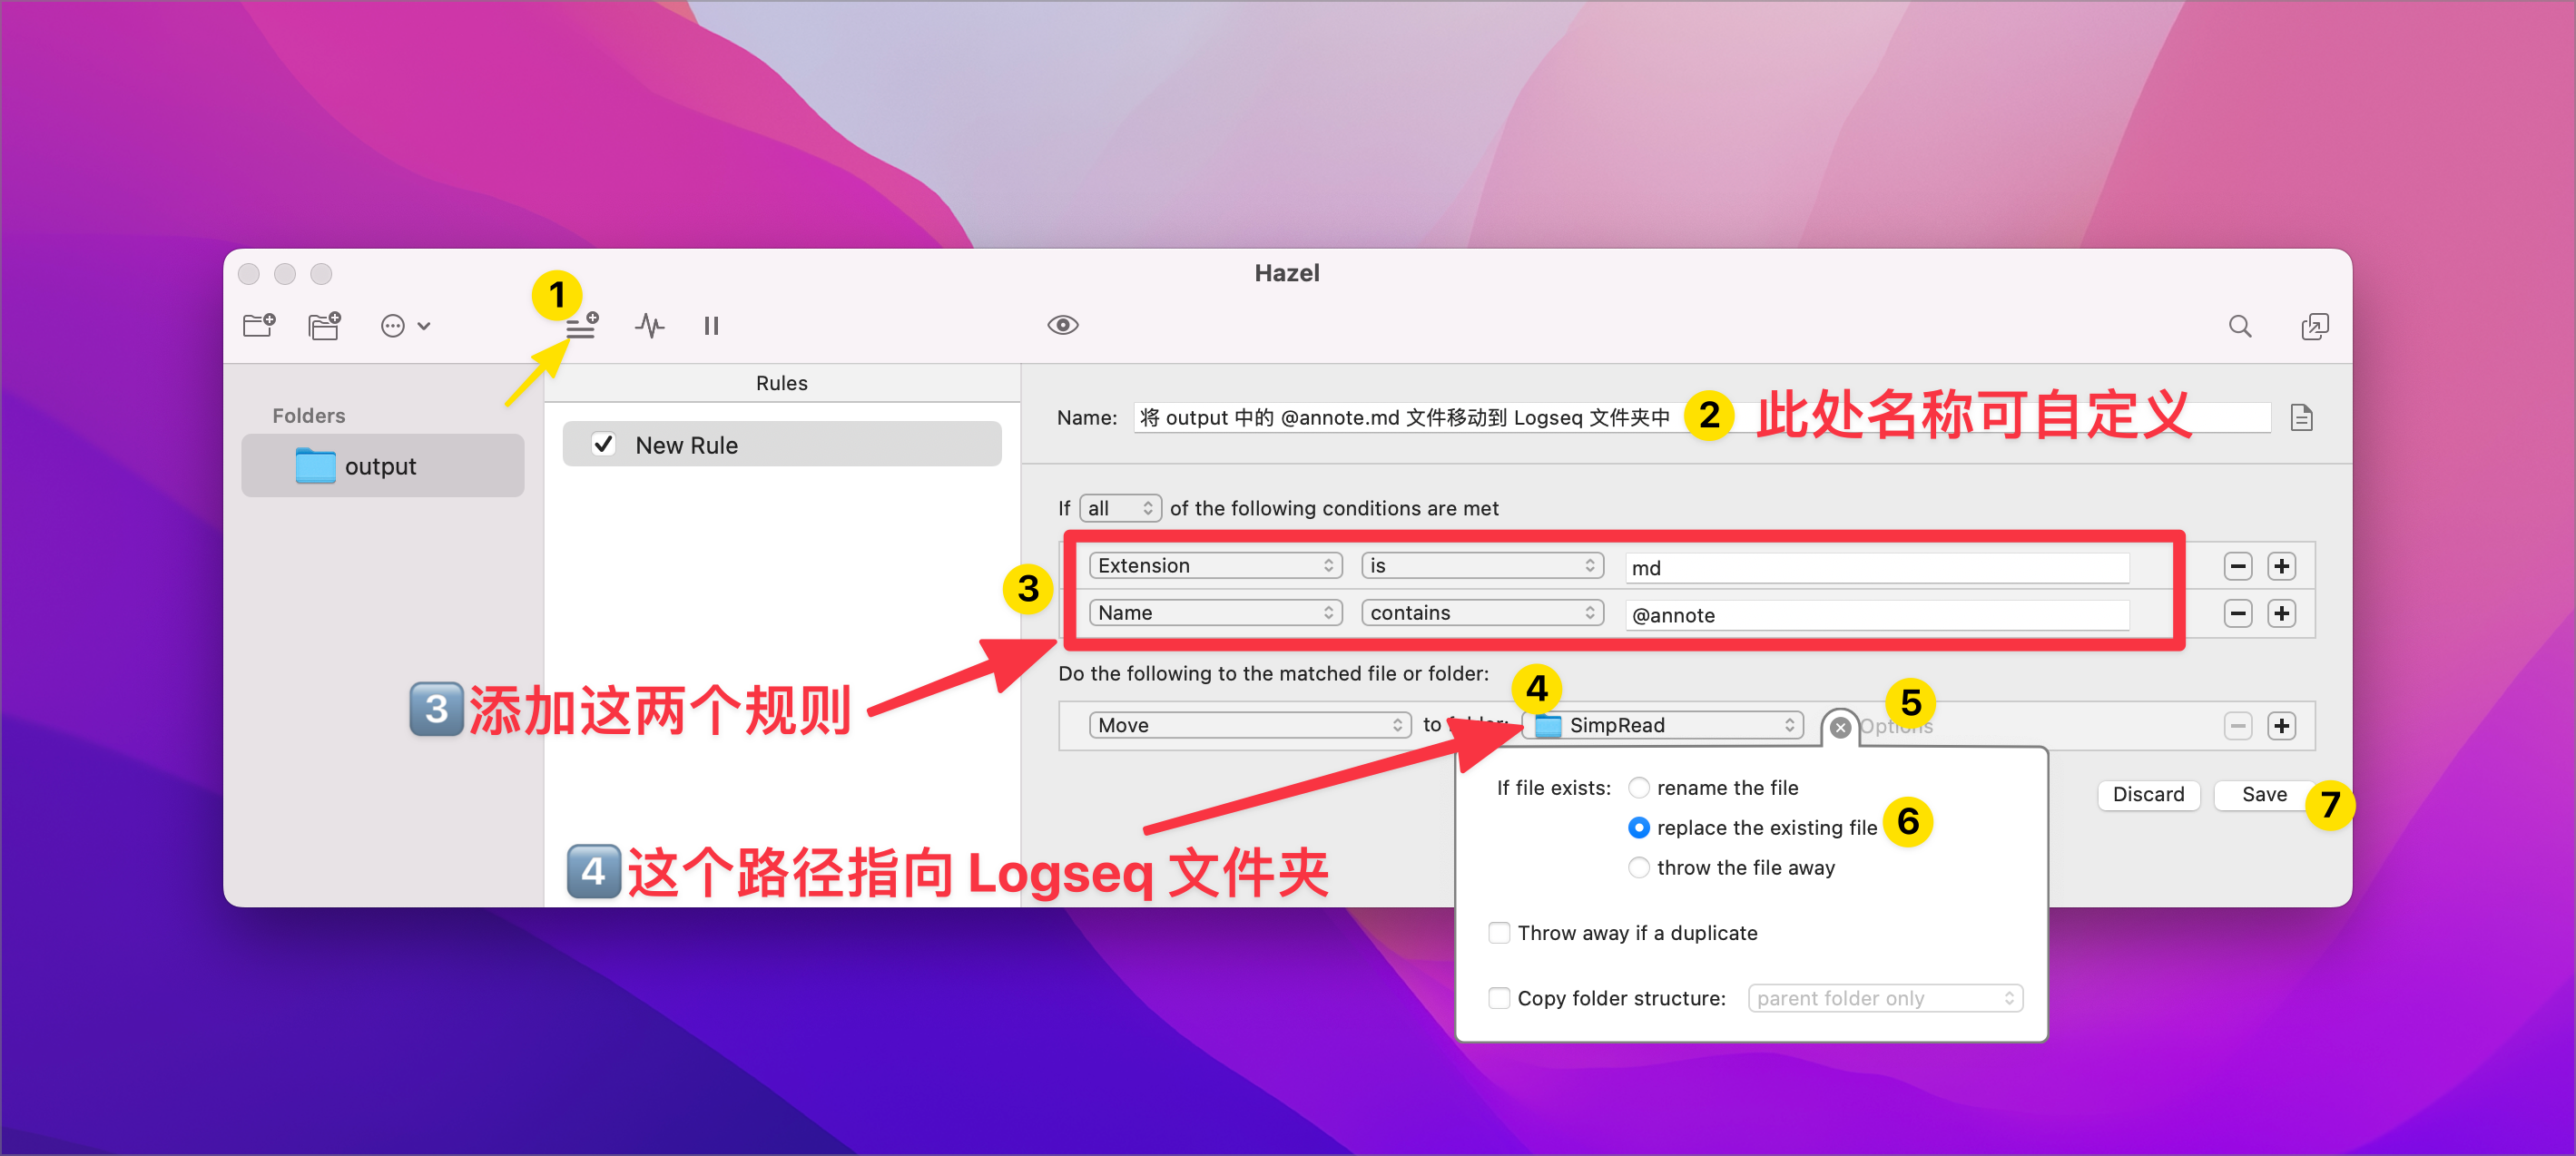 Hazel
1
Rules
Folders
output
New Rule
Name: 将 output 中的 @annote.md 文件移动到 Logseq 文件夹中 2 此处名称可自定义
If all of the following conditions are met
3
Extension is md
Name contains @annote
3 添加这两个规则
Do the following to the matched file or folder:
4
5
Move to folder: SimpRead Options
If file exists: rename the file
replace the existing file 6
throw the file away
Discard Save 7
4 这个路径指向 Logseq 文件夹
Throw away if a duplicate
Copy folder structure: parent folder only